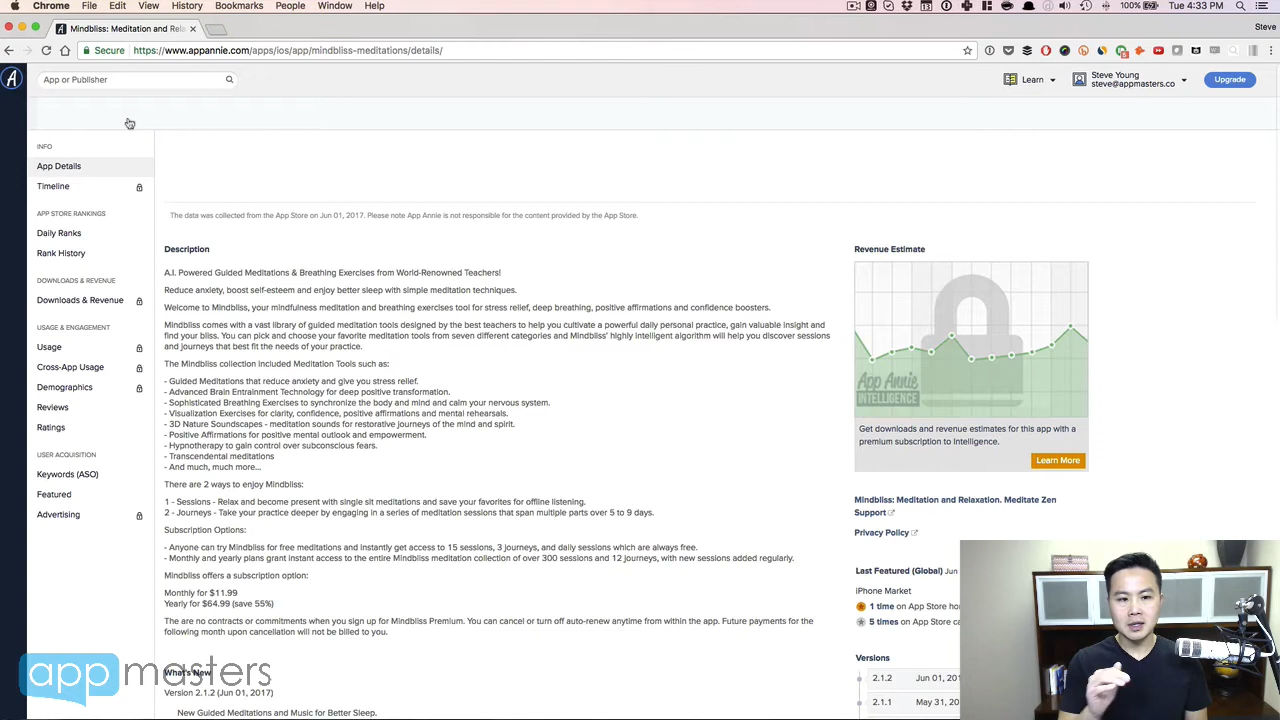 Chrome File Edit View History Bookmarks People Window Help
100% Tue 4:33 PM
Mindbliss: Meditation and Rela
Steve
Secure https://www.appannie.com/apps/ios/app/mindbliss-meditations/details/
App or Publisher
Learn
Steve Young
steve@appmasters.co
Upgrade
INFO
App Details
Timeline
APP STORE RANKINGS
Daily Ranks
Rank History
DOWNLOADS & REVENUE
Downloads & Revenue
USAGE & ENGAGEMENT
Usage
Cross-App Usage
Demographics
Reviews
Ratings
USER ACQUISITION
Keywords (ASO)
Featured
Advertising
The data was collected from the App Store on Jun 01, 2017. Please note App Annie is not responsible for the content provided by the App Store.
Description
A.I. Powered Guided Meditations & Breathing Exercises from World-Renowned Teachers!
Reduce anxiety, boost self-esteem and enjoy better sleep with simple meditation techniques.
Welcome to Mindbliss, your mindfulness meditation and breathing exercises tool for stress relief, deep breathing, positive affirmations and confidence boosters.
Mindbliss comes with a vast library of guided meditation tools designed by the best teachers to help you cultivate a powerful daily personal practice, gain valuable insight and
find your bliss. You can pick and choose your favorite meditation tools from seven different categories and Mindbliss' highly intelligent algorithm will help you discover sessions
and journeys that best fit the needs of your practice.
The Mindbliss collection included Meditation Tools such as:
- Guided Meditations that reduce anxiety and give you stress relief.
- Advanced Brain Entrainment Technology for deep positive transformation.
- Sophisticated Breathing Exercises to synchronize the body and mind and calm your nervous system.
- Visualization Exercises for clarity, confidence, positive affirmations and mental rehearsals.
- 3D Nature Soundscapes - meditation sounds for restorative journeys of the mind and spirit.
- Positive Affirmations for positive mental outlook and empowerment.
- Hypnotherapy to gain control over subconscious fears.
- Transcendental meditations
- And much, much more...
There are 2 ways to enjoy Mindbliss:
1 - Sessions - Relax and become present with single sit meditations and save your favorites for offline listening.
2 - Journeys - Take your practice deeper by engaging in a series of meditation sessions that span multiple parts over 5 to 9 days.
Subscription Options:
- Anyone can try Mindbliss for free meditations and instantly get access to 15 sessions, 3 journeys, and daily sessions which are always free.
- Monthly and yearly plans grant instant access to the entire Mindbliss meditation collection of over 300 sessions and 12 journeys, with new sessions added regularly.
Mindbliss offers a subscription option:
Monthly for $11.99
Yearly for $64.99 (save 55%)
The are no contracts or commitments when you sign up for Mindbliss Premium. You can cancel or turn off auto-renew anytime from within the app. Future payments for the
following month upon cancellation will not be billed to you.
What's New
Version 2.1.2 (Jun 01, 2017)
New Guided Meditations and Music for Better Sleep.
Revenue Estimate
App Annie
INTELLIGENCE
Get downloads and revenue estimates for this app with a
premium subscription to Intelligence.
Learn More
Mindbliss: Meditation and Relaxation. Meditate Zen
Support
Privacy Policy
Last Featured (Global) Jun
iPhone Market
1 time on App Store ho
5 times on App Store ca
Versions
2.1.2 Jun 01, 201
2.1.1 May 31, 20
app masters